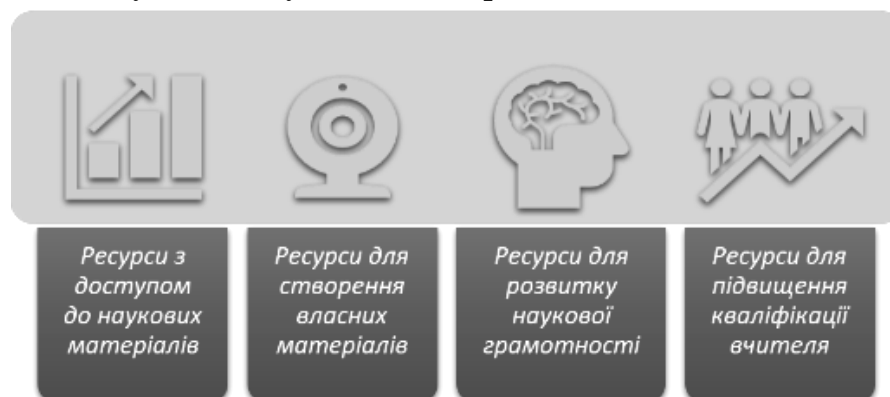 Ресурси з
доступом
до наукових
матеріалів
Ресурси для
створення
власних
матеріалів
Ресурси для
розвитку
наукової
грамотності
Ресурси для
підвищення
кваліфікації
вчителя